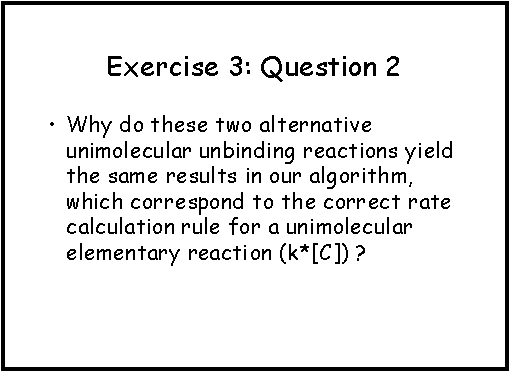 Exercise 3: Question 2
• Why do these two alternative
unimolecular unbinding reactions yield
the same results in our algorithm,
which correspond to the correct rate
calculation rule for a unimolecular
elementary reaction (k*[C]) ?